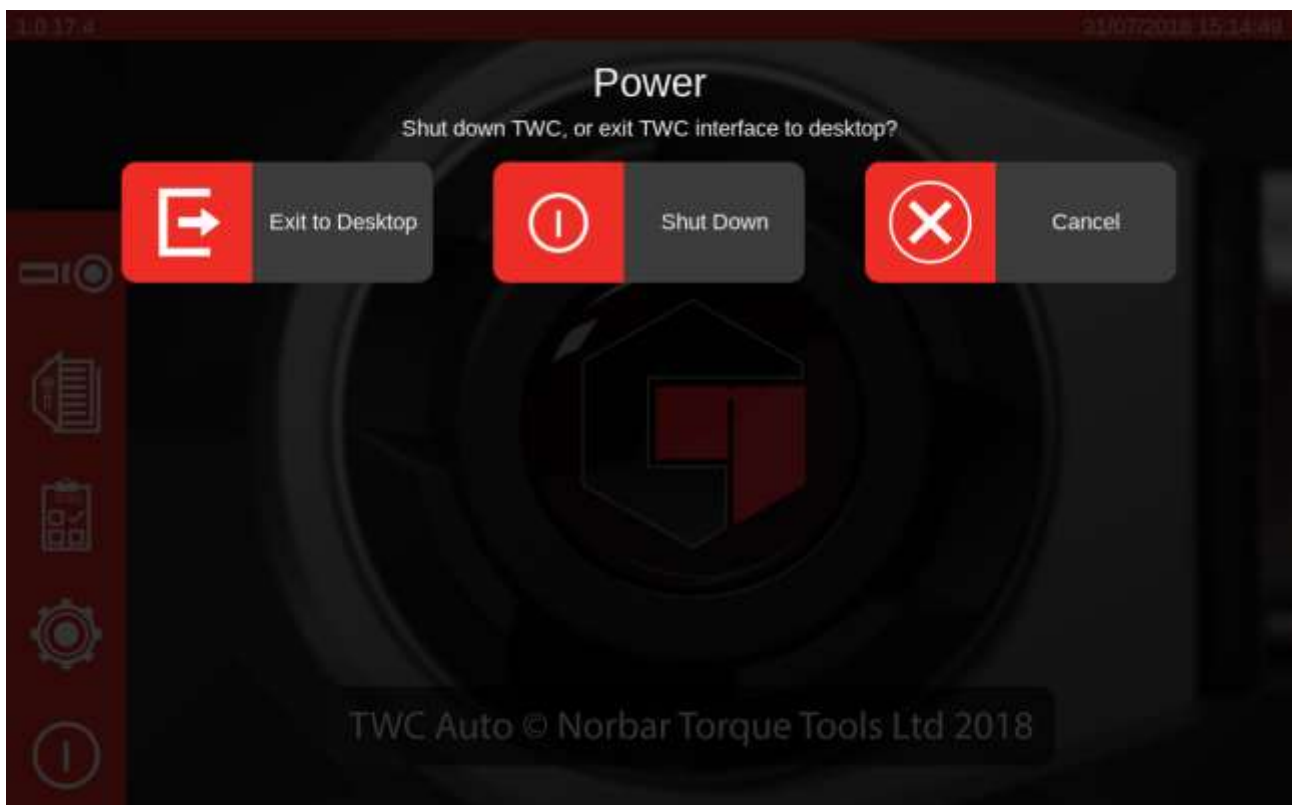 1.0.17.4
31/07/2018 15:14:49
Power
Shut down TWC, or exit TWC interface to desktop?
Exit to Desktop
Shut Down
Cancel
TWC Auto © Norbar Torque Tools Ltd 2018